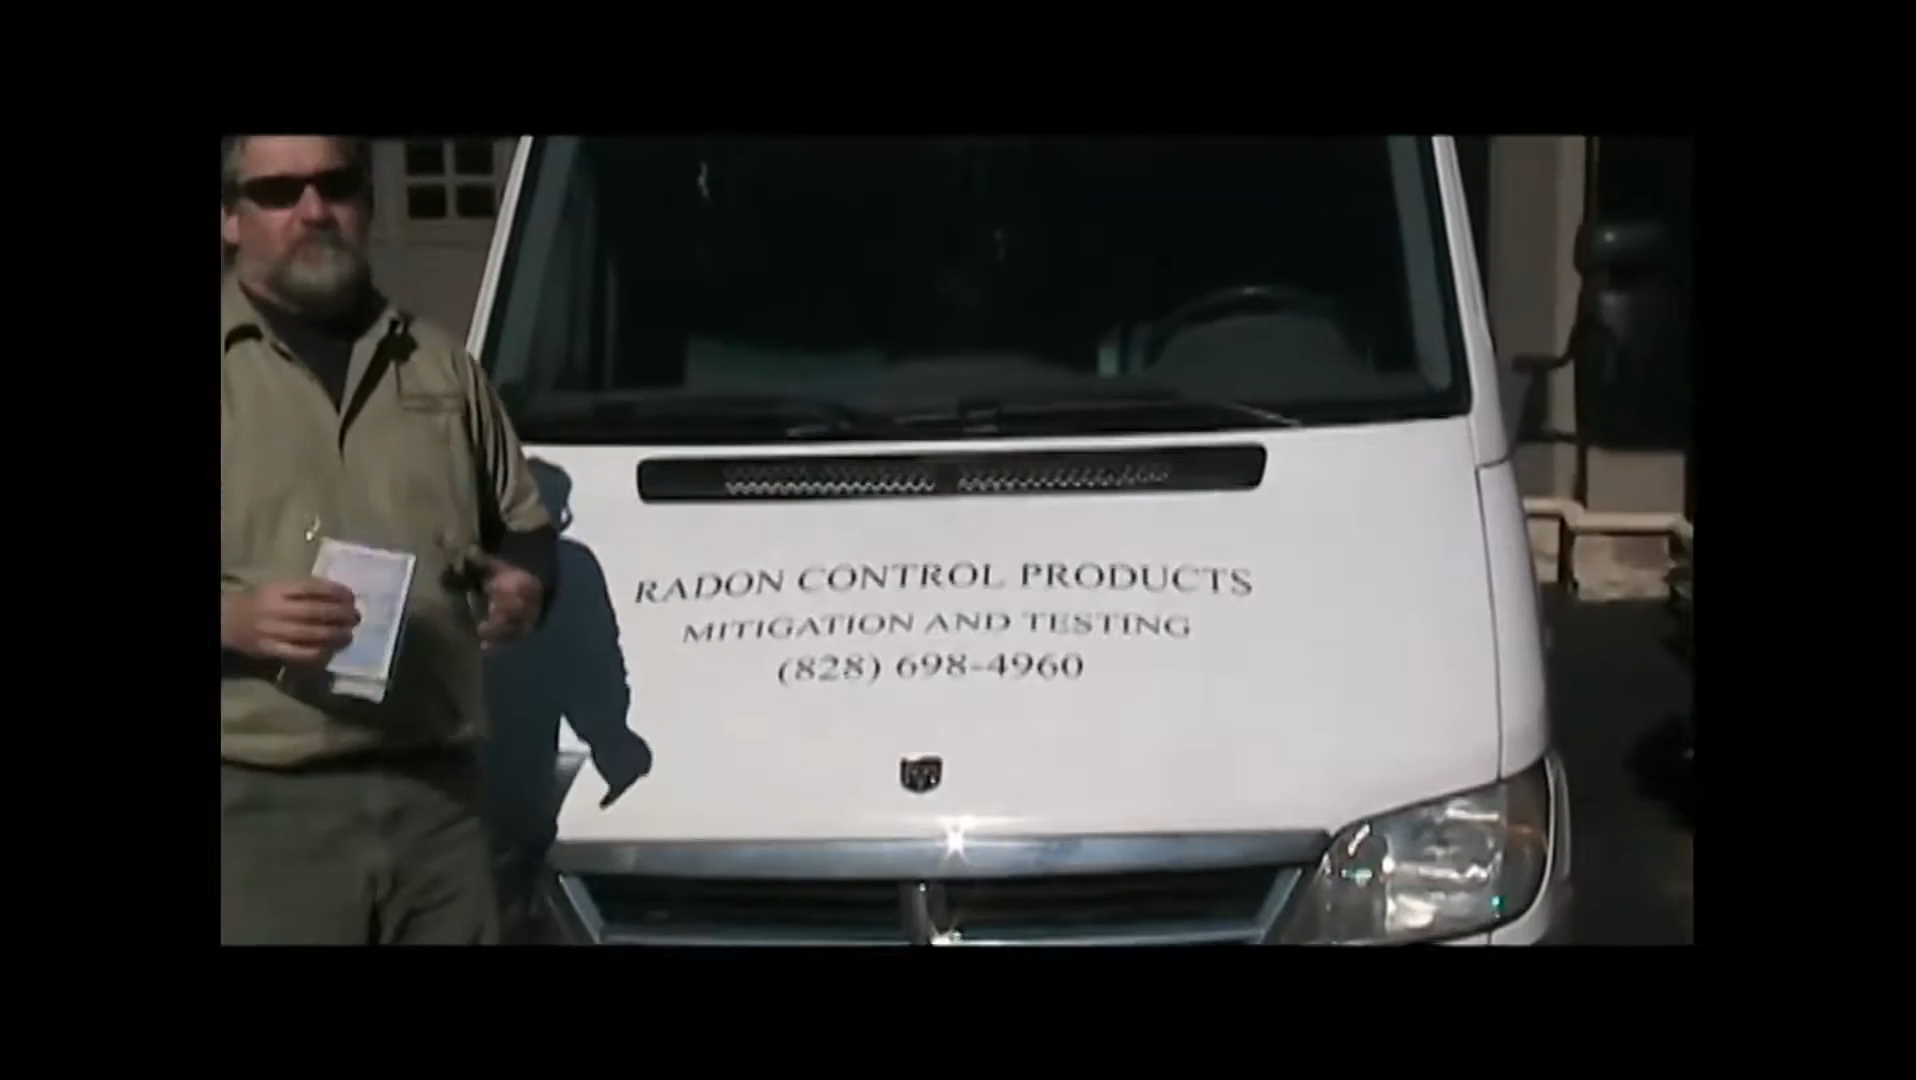 RADON CONTROL PRODUCTS
MITIGATION AND TESTING
(828) 698-4960